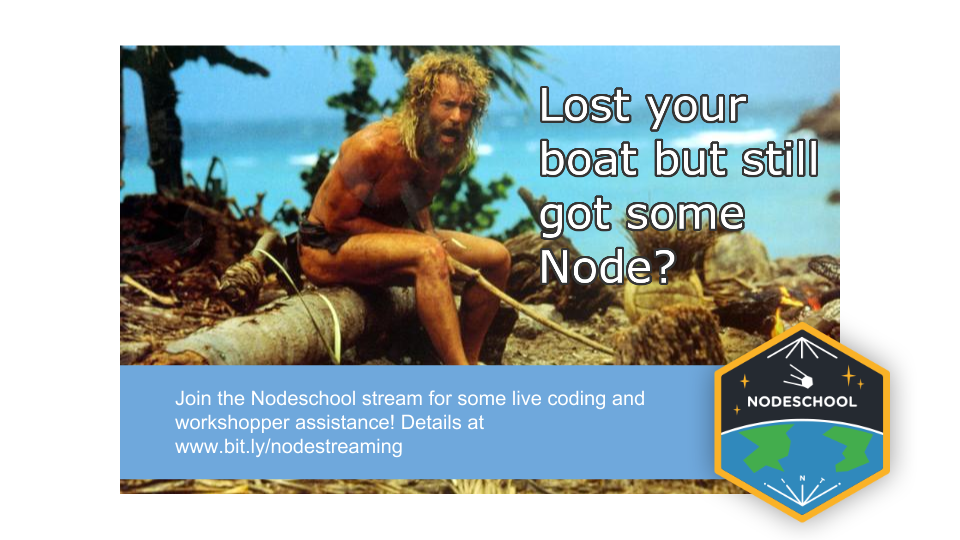 Lost your
boat but still
got some
Node?
Join the Nodeschool stream for some live coding and
workshopper assistance! Details at
www.bit.ly/nodestreaming
NODESCHOOL
N
T